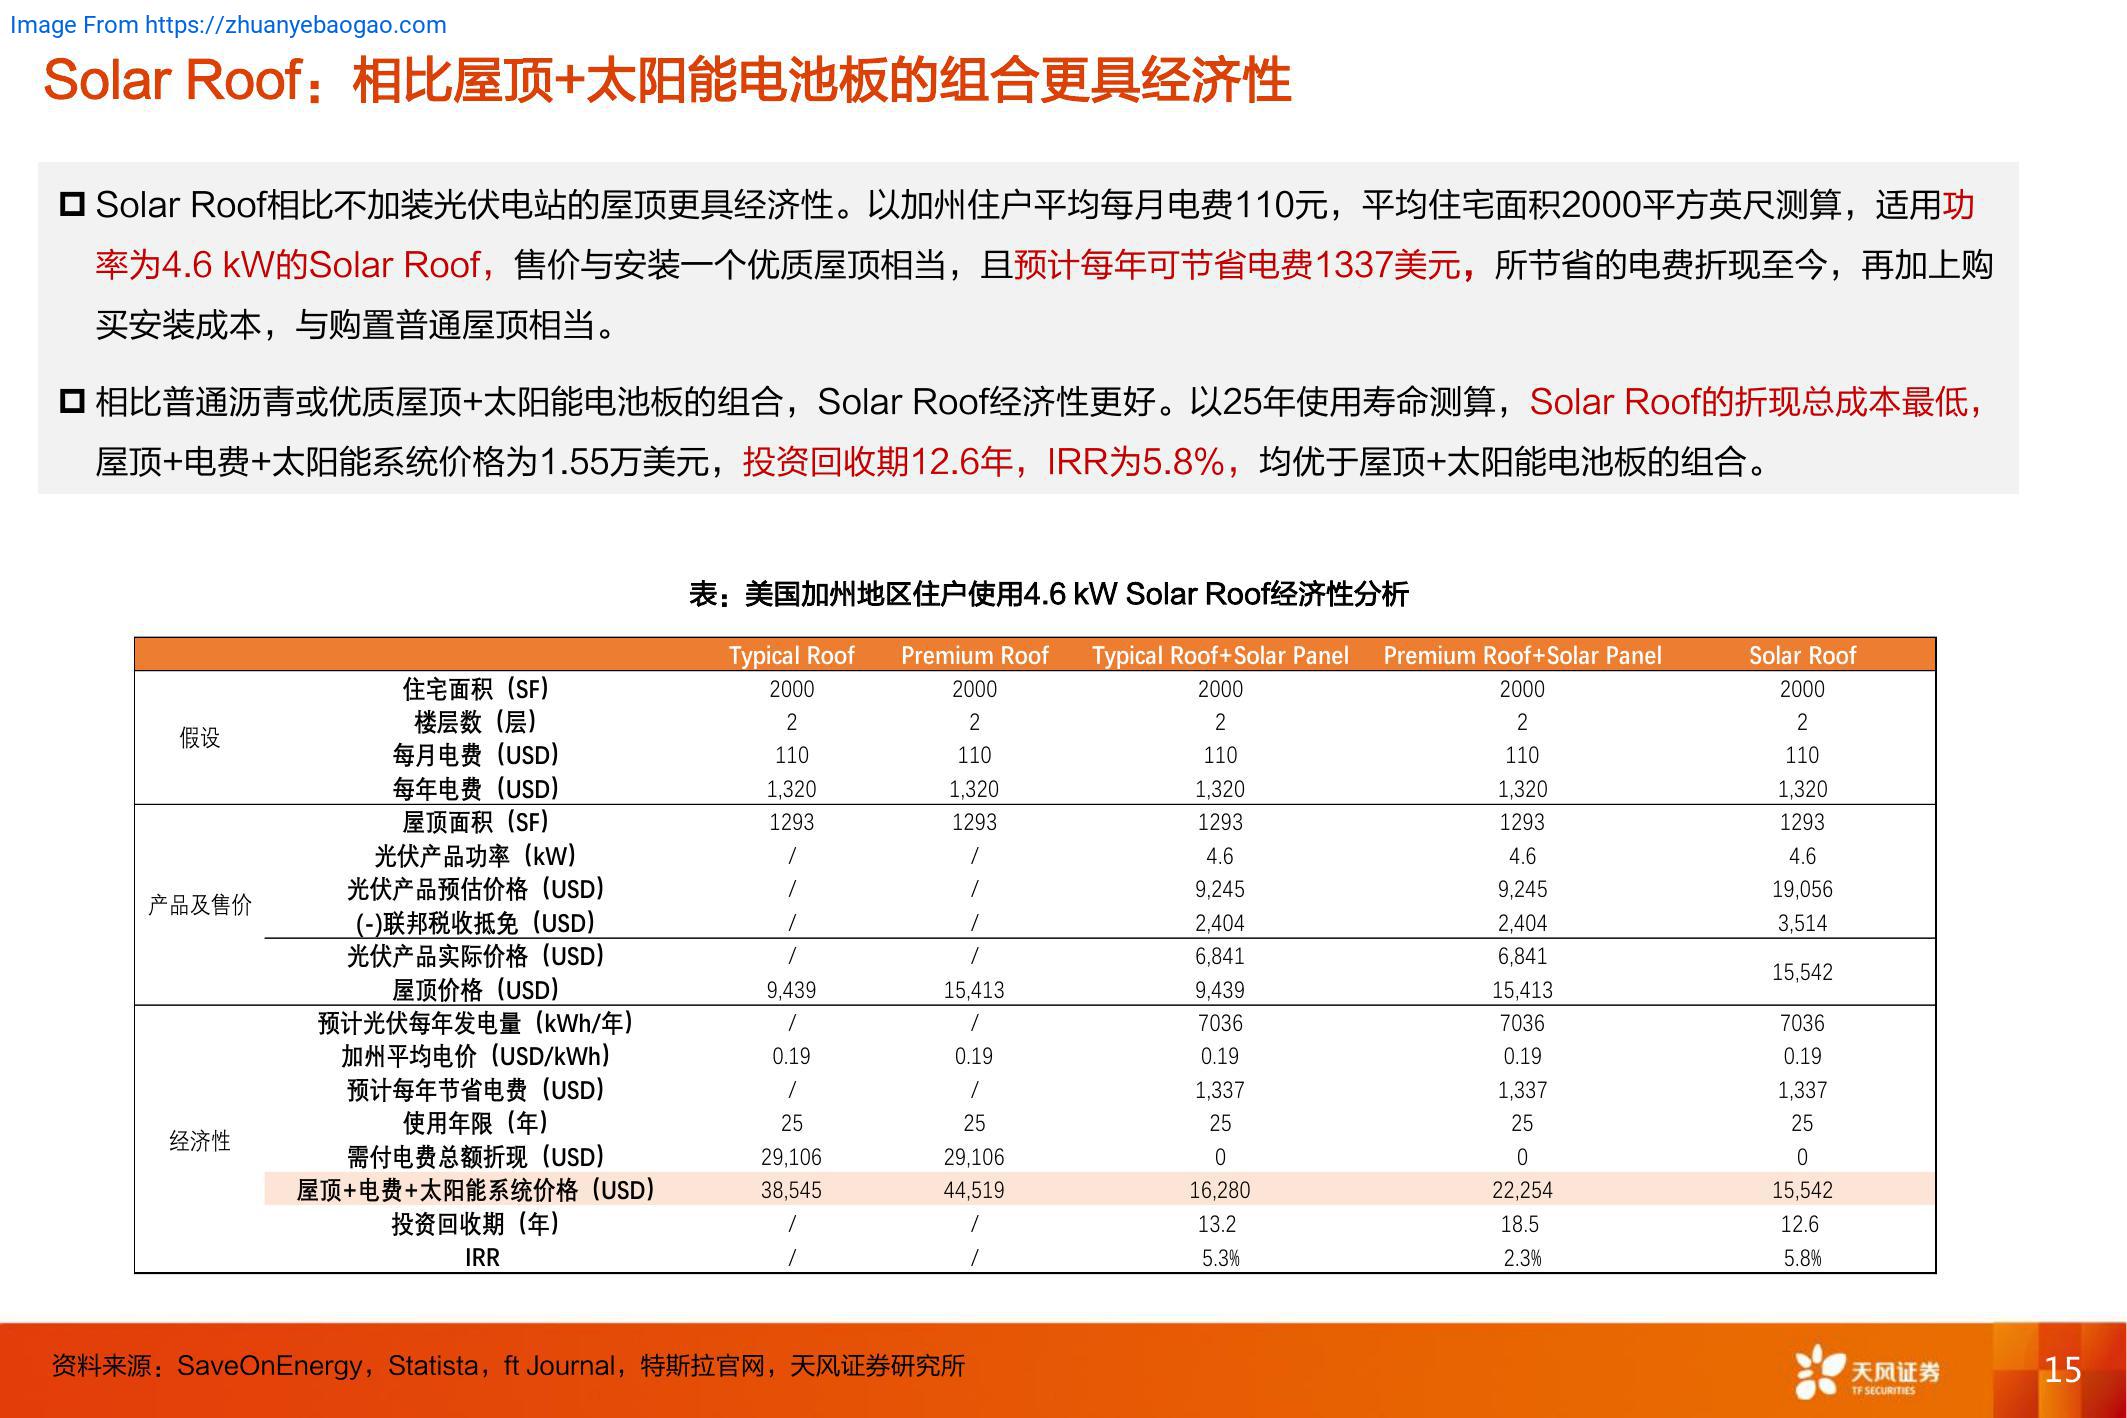 Image From https://zhuanyebaogao.com
Solar Roof：相比屋顶+太阳能电池板的组合更具经济性
Solar Roof相比不加装光伏电站的屋顶更具经济性。以加州住户平均每月电费110元，平均住宅面积2000平方英尺测算，适用功
率为4.6 kW的Solar Roof，售价与安装一个优质屋顶相当，且预计每年可节省电费1337美元，所节省的电费折现至今，再加上购
买安装成本，与购置普通屋顶相当。
相比普通沥青或优质屋顶+太阳能电池板的组合，Solar Roof经济性更好。以25年使用寿命测算，Solar Roof的折现总成本最低，
屋顶+电费+太阳能系统价格为1.55万美元，投资回收期12.6年，IRR为5.8%，均优于屋顶+太阳能电池板的组合。
表：美国加州地区住户使用4.6 kW Solar Roof经济性分析
Typical Roof Premium Roof Typical Roof+Solar Panel Premium Roof+Solar Panel Solar Roof
假设
住宅面积（SF） 2000 2000 2000 2000 2000
楼层数（层） 2 2 2 2 2
每月电费（USD） 110 110 110 110 110
每年电费（USD） 1,320 1,320 1,320 1,320 1,320
产品及售价
屋顶面积（SF） 1293 1293 1293 1293 1293
光伏产品功率（kW） / / 4.6 4.6 4.6
光伏产品预估价格（USD） / / 9,245 9,245 19,056
(-)联邦税收抵免（USD） / / 2,404 2,404 3,514
光伏产品实际价格（USD） / / 6,841 6,841 15,542
屋顶价格（USD） 9,439 15,413 9,439 15,413
经济性
预计光伏每年发电量（kWh/年） / / 7036 7036 7036
加州平均电价（USD/kWh） 0.19 0.19 0.19 0.19 0.19
预计每年节省电费（USD） / / 1,337 1,337 1,337
使用年限（年） 25 25 25 25 25
需付电费总额折现（USD） 29,106 29,106 0 0 0
屋顶+电费+太阳能系统价格（USD） 38,545 44,519 16,280 22,254 15,542
投资回收期（年） / / 13.2 18.5 12.6
IRR / / 5.3% 2.3% 5.8%
资料来源：SaveOnEnergy，Statista，ft Journal，特斯拉官网，天风证券研究所
天风证券
TF SECURITIES
15